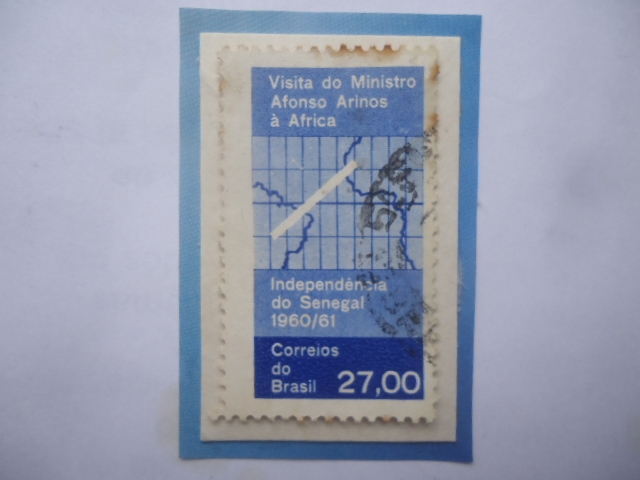 Visita do Ministro
Afonso Arinos
à Africa
Independência
do Senegal
1960/61
Correios
do
Brasil 27,00